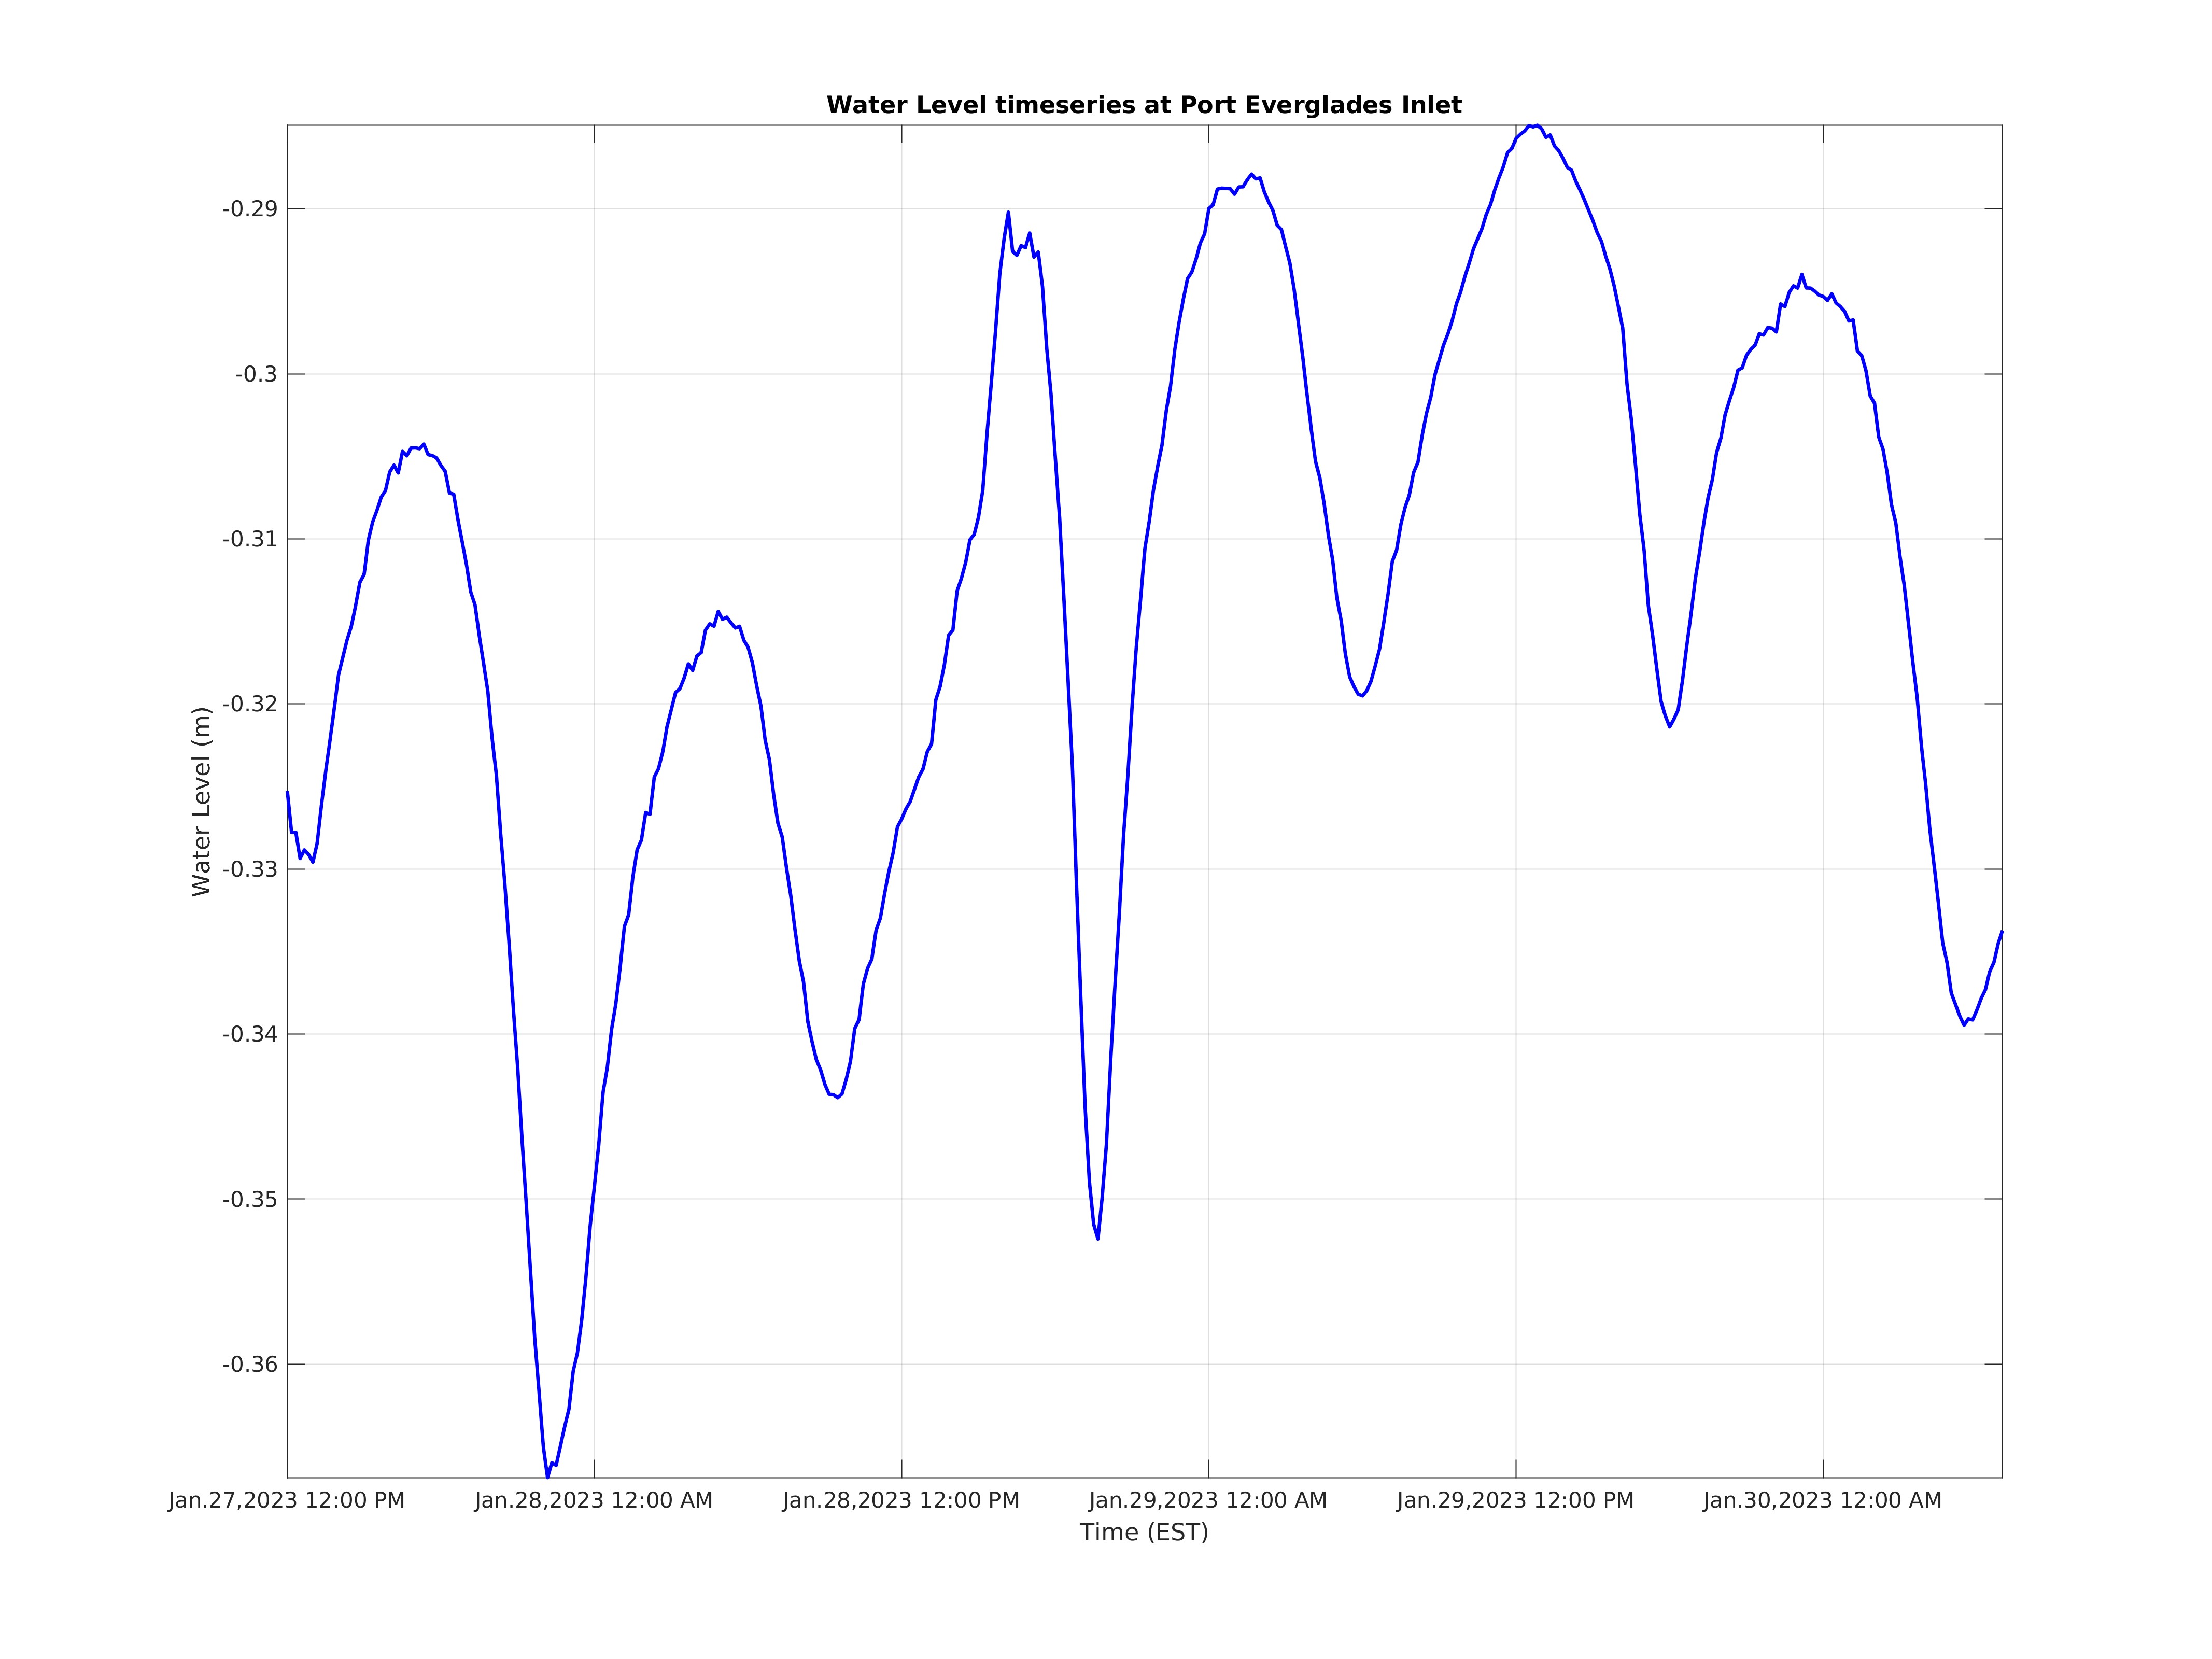 Water Level timeseries at Port Everglades Inlet
-0.29
-0.3
-0.31
-0.32
-0.33
-0.34
-0.35
-0.36
Water Level (m)
Jan.27,2023 12:00 PM
Jan.28,2023 12:00 AM
Jan.28,2023 12:00 PM
Jan.29,2023 12:00 AM
Jan.29,2023 12:00 PM
Jan.30,2023 12:00 AM
Time (EST)